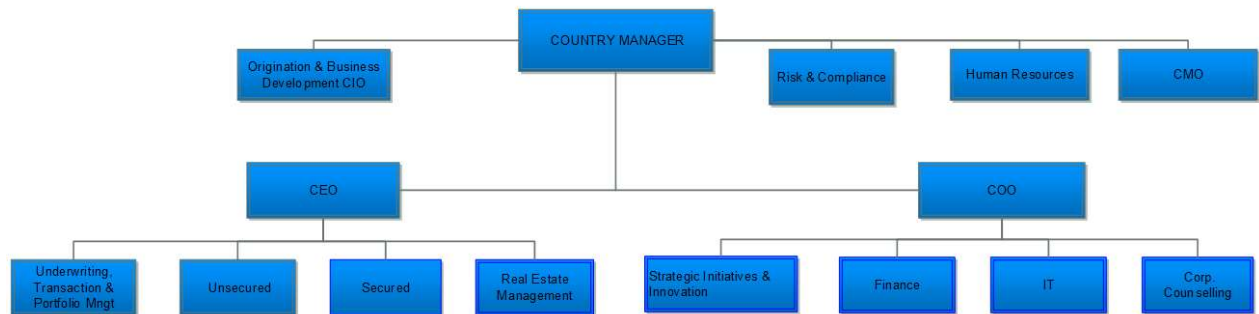 COUNTRY MANAGER
Origination & Business
Development CIO
Risk & Compliance
Human Resources
CMO
CEO
COO
Underwriting,
Transaction &
Portfolio Mngt
Unsecured
Secured
Real Estate
Management
Strategic Initiatives &
Innovation
Finance
IT
Corp.
Counselling